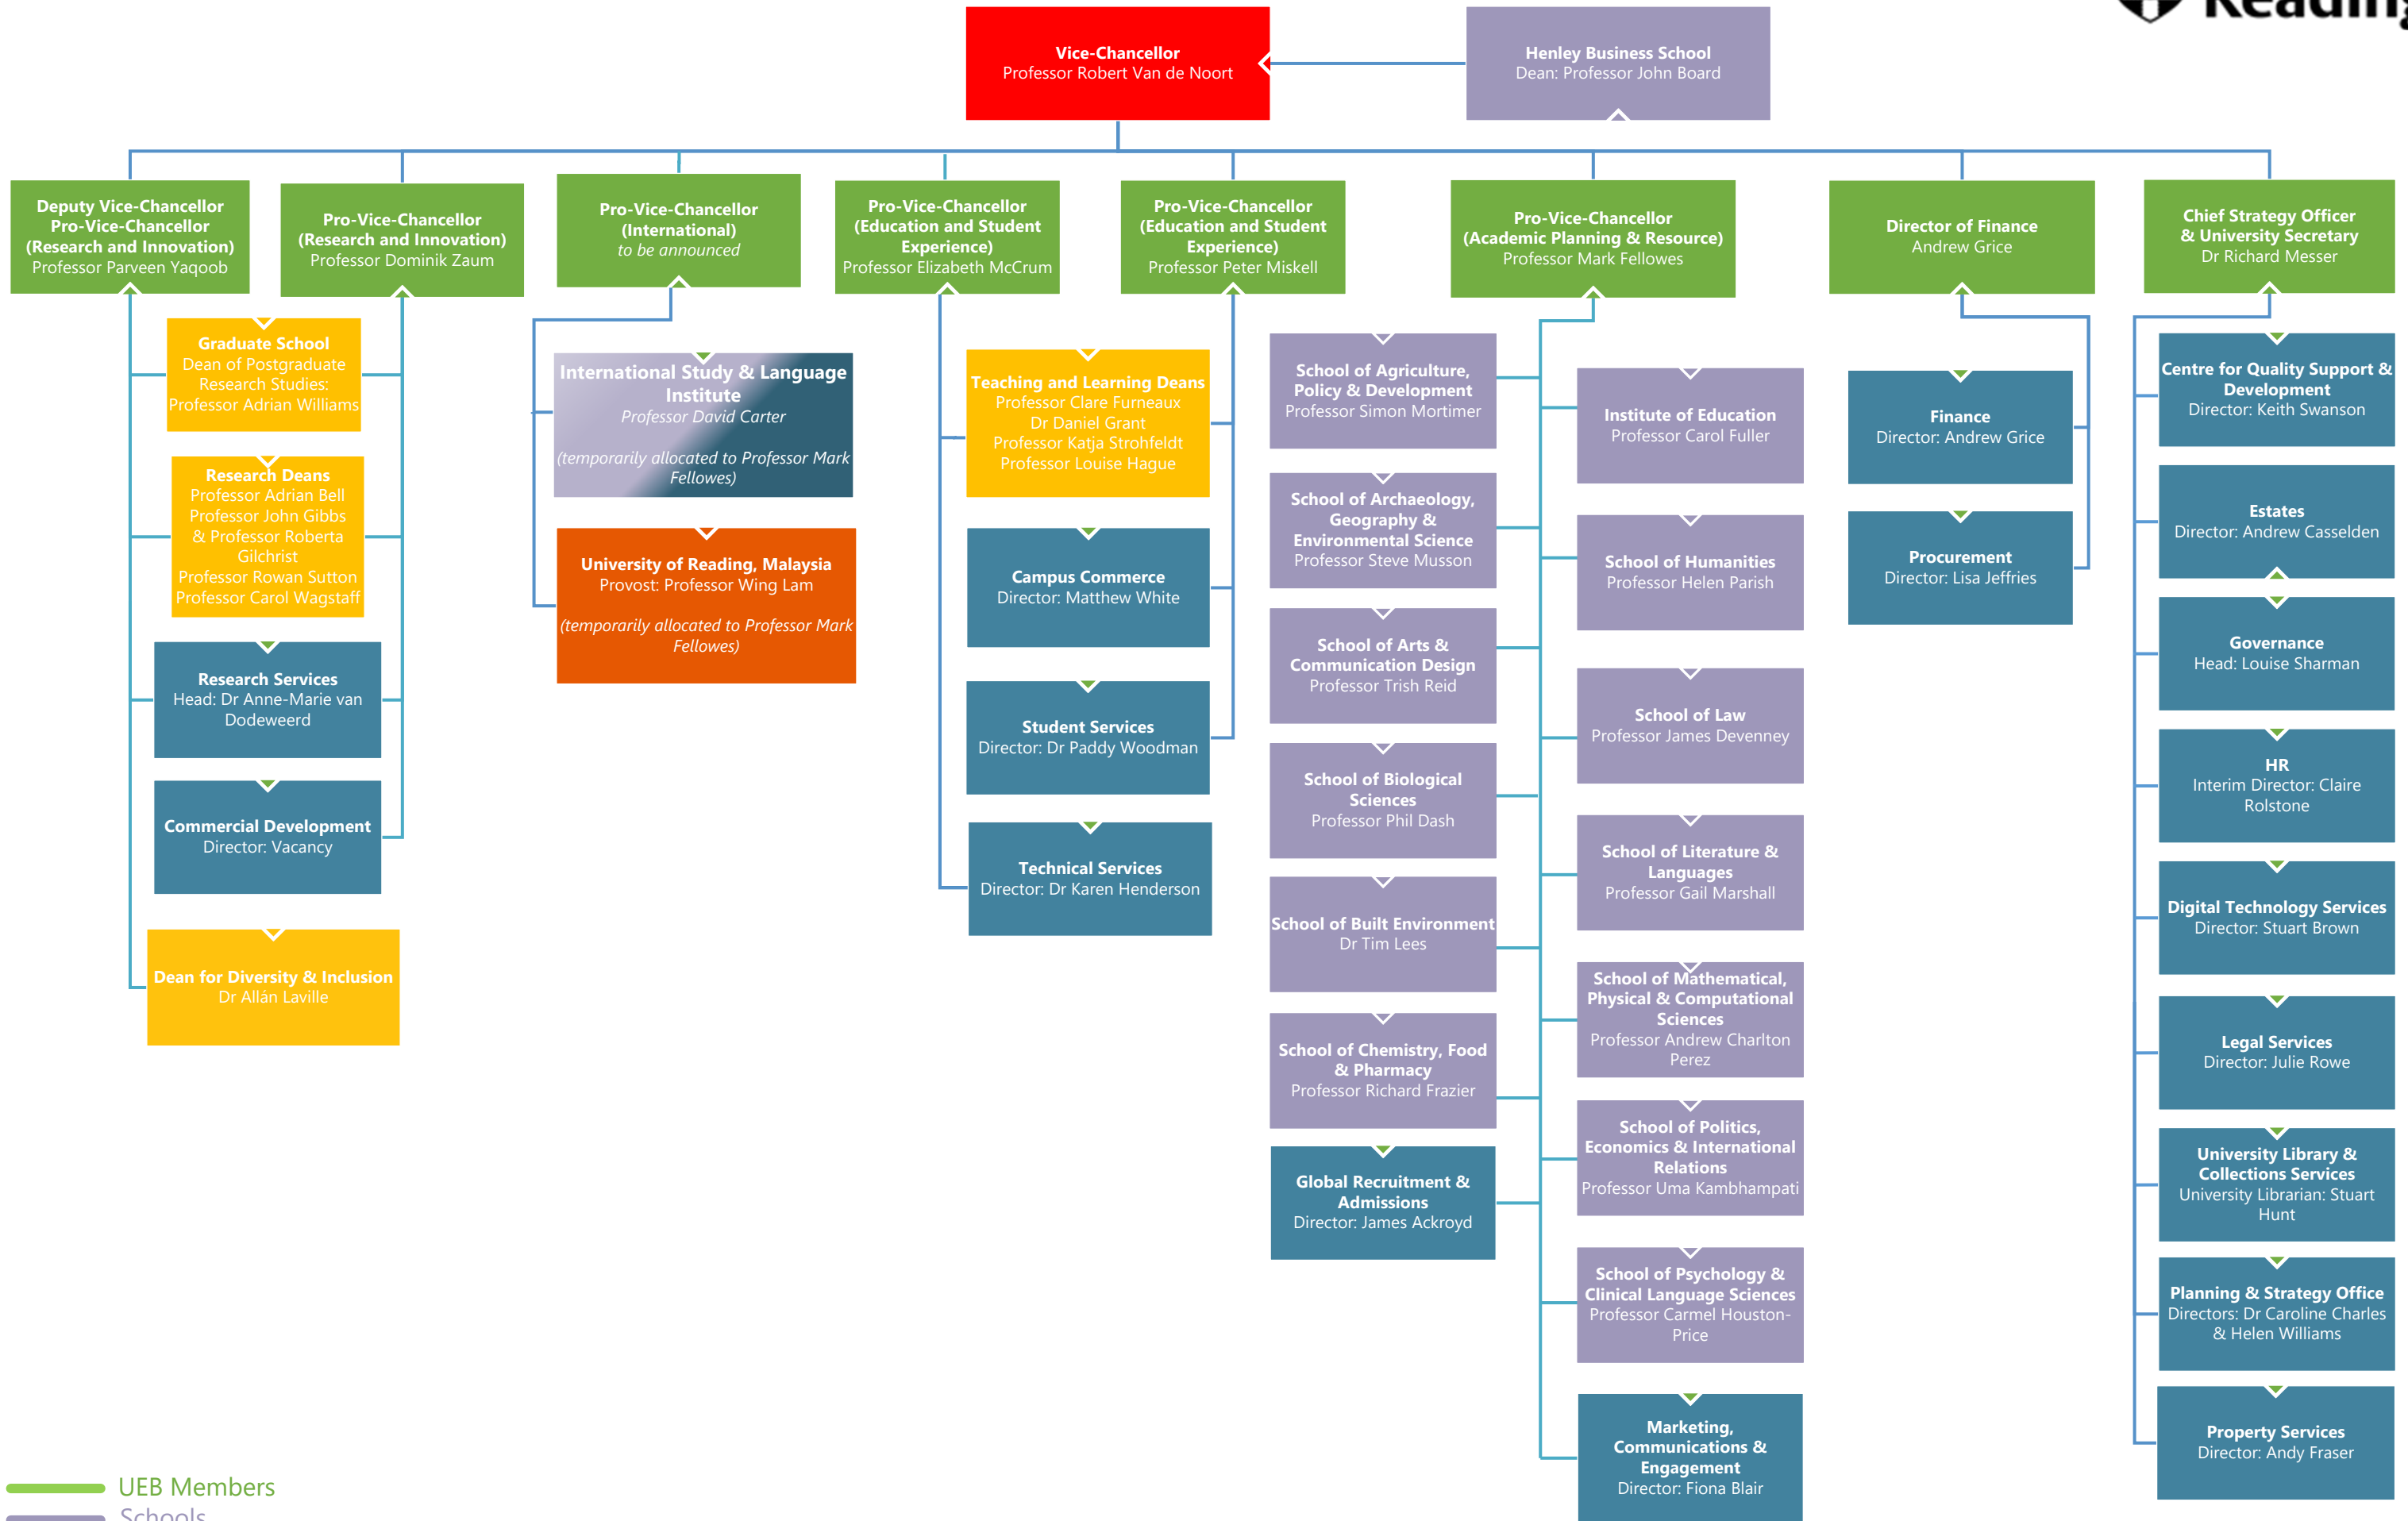 Reading
Vice-Chancellor
Professor Robert Van de Noort
Henley Business School
Dean: Professor John Board
Deputy Vice-Chancellor
Pro-Vice-Chancellor
(Research and Innovation)
Professor Parveen Yaqoob
Pro-Vice-Chancellor
(Research and Innovation)
Professor Dominik Zaum
Pro-Vice-Chancellor
(International)
to be announced
Pro-Vice-Chancellor
(Education and Student
Experience)
Professor Elizabeth McCrum
Pro-Vice-Chancellor
(Education and Student
Experience)
Professor Peter Miskell
Pro-Vice-Chancellor
(Academic Planning & Resource)
Professor Mark Fellowes
Director of Finance
Andrew Grice
Chief Strategy Officer
& University Secretary
Dr Richard Messer
Graduate School
Dean of Postgraduate
Research Studies:
Professor Adrian Williams
Research Deans
Professor Adrian Bell
Professor John Gibbs
& Professor Roberta
Gilchrist
Professor Rowan Sutton
Professor Carol Wagstaff
Research Services
Head: Dr Anne-Marie van
Dodeweerd
Commercial Development
Director: Vacancy
Dean for Diversity & Inclusion
Dr Allán Laville
International Study & Language
Institute
Professor David Carter
(temporarily allocated to Professor Mark
Fellowes)
University of Reading, Malaysia
Provost: Professor Wing Lam
(temporarily allocated to Professor Mark
Fellowes)
Teaching and Learning Deans
Professor Clare Furneaux
Dr Daniel Grant
Professor Katja Strohfeldt
Professor Louise Hague
Campus Commerce
Director: Matthew White
Student Services
Director: Dr Paddy Woodman
Technical Services
Director: Dr Karen Henderson
School of Agriculture,
Policy & Development
Professor Simon Mortimer
School of Archaeology,
Geography &
Environmental Science
Professor Steve Musson
School of Arts &
Communication Design
Professor Trish Reid
School of Biological
Sciences
Professor Phil Dash
School of Built Environment
Dr Tim Lees
School of Chemistry, Food
& Pharmacy
Professor Richard Frazier
Global Recruitment &
Admissions
Director: James Ackroyd
Institute of Education
Professor Carol Fuller
School of Humanities
Professor Helen Parish
School of Law
Professor James Devenney
School of Literature &
Languages
Professor Gail Marshall
School of Mathematical,
Physical & Computational
Sciences
Professor Andrew Charlton
Perez
School of Politics,
Economics & International
Relations
Professor Uma Kambhampati
School of Psychology &
Clinical Language Sciences
Professor Carmel Houston-
Price
Marketing,
Communications &
Engagement
Director: Fiona Blair
Finance
Director: Andrew Grice
Procurement
Director: Lisa Jeffries
Centre for Quality Support &
Development
Director: Keith Swanson
Estates
Director: Andrew Casselden
Governance
Head: Louise Sharman
HR
Interim Director: Claire
Rolstone
Digital Technology Services
Director: Stuart Brown
Legal Services
Director: Julie Rowe
University Library &
Collections Services
University Librarian: Stuart
Hunt
Planning & Strategy Office
Directors: Dr Caroline Charles
& Helen Williams
Property Services
Director: Andy Fraser
UEB Members
Schools